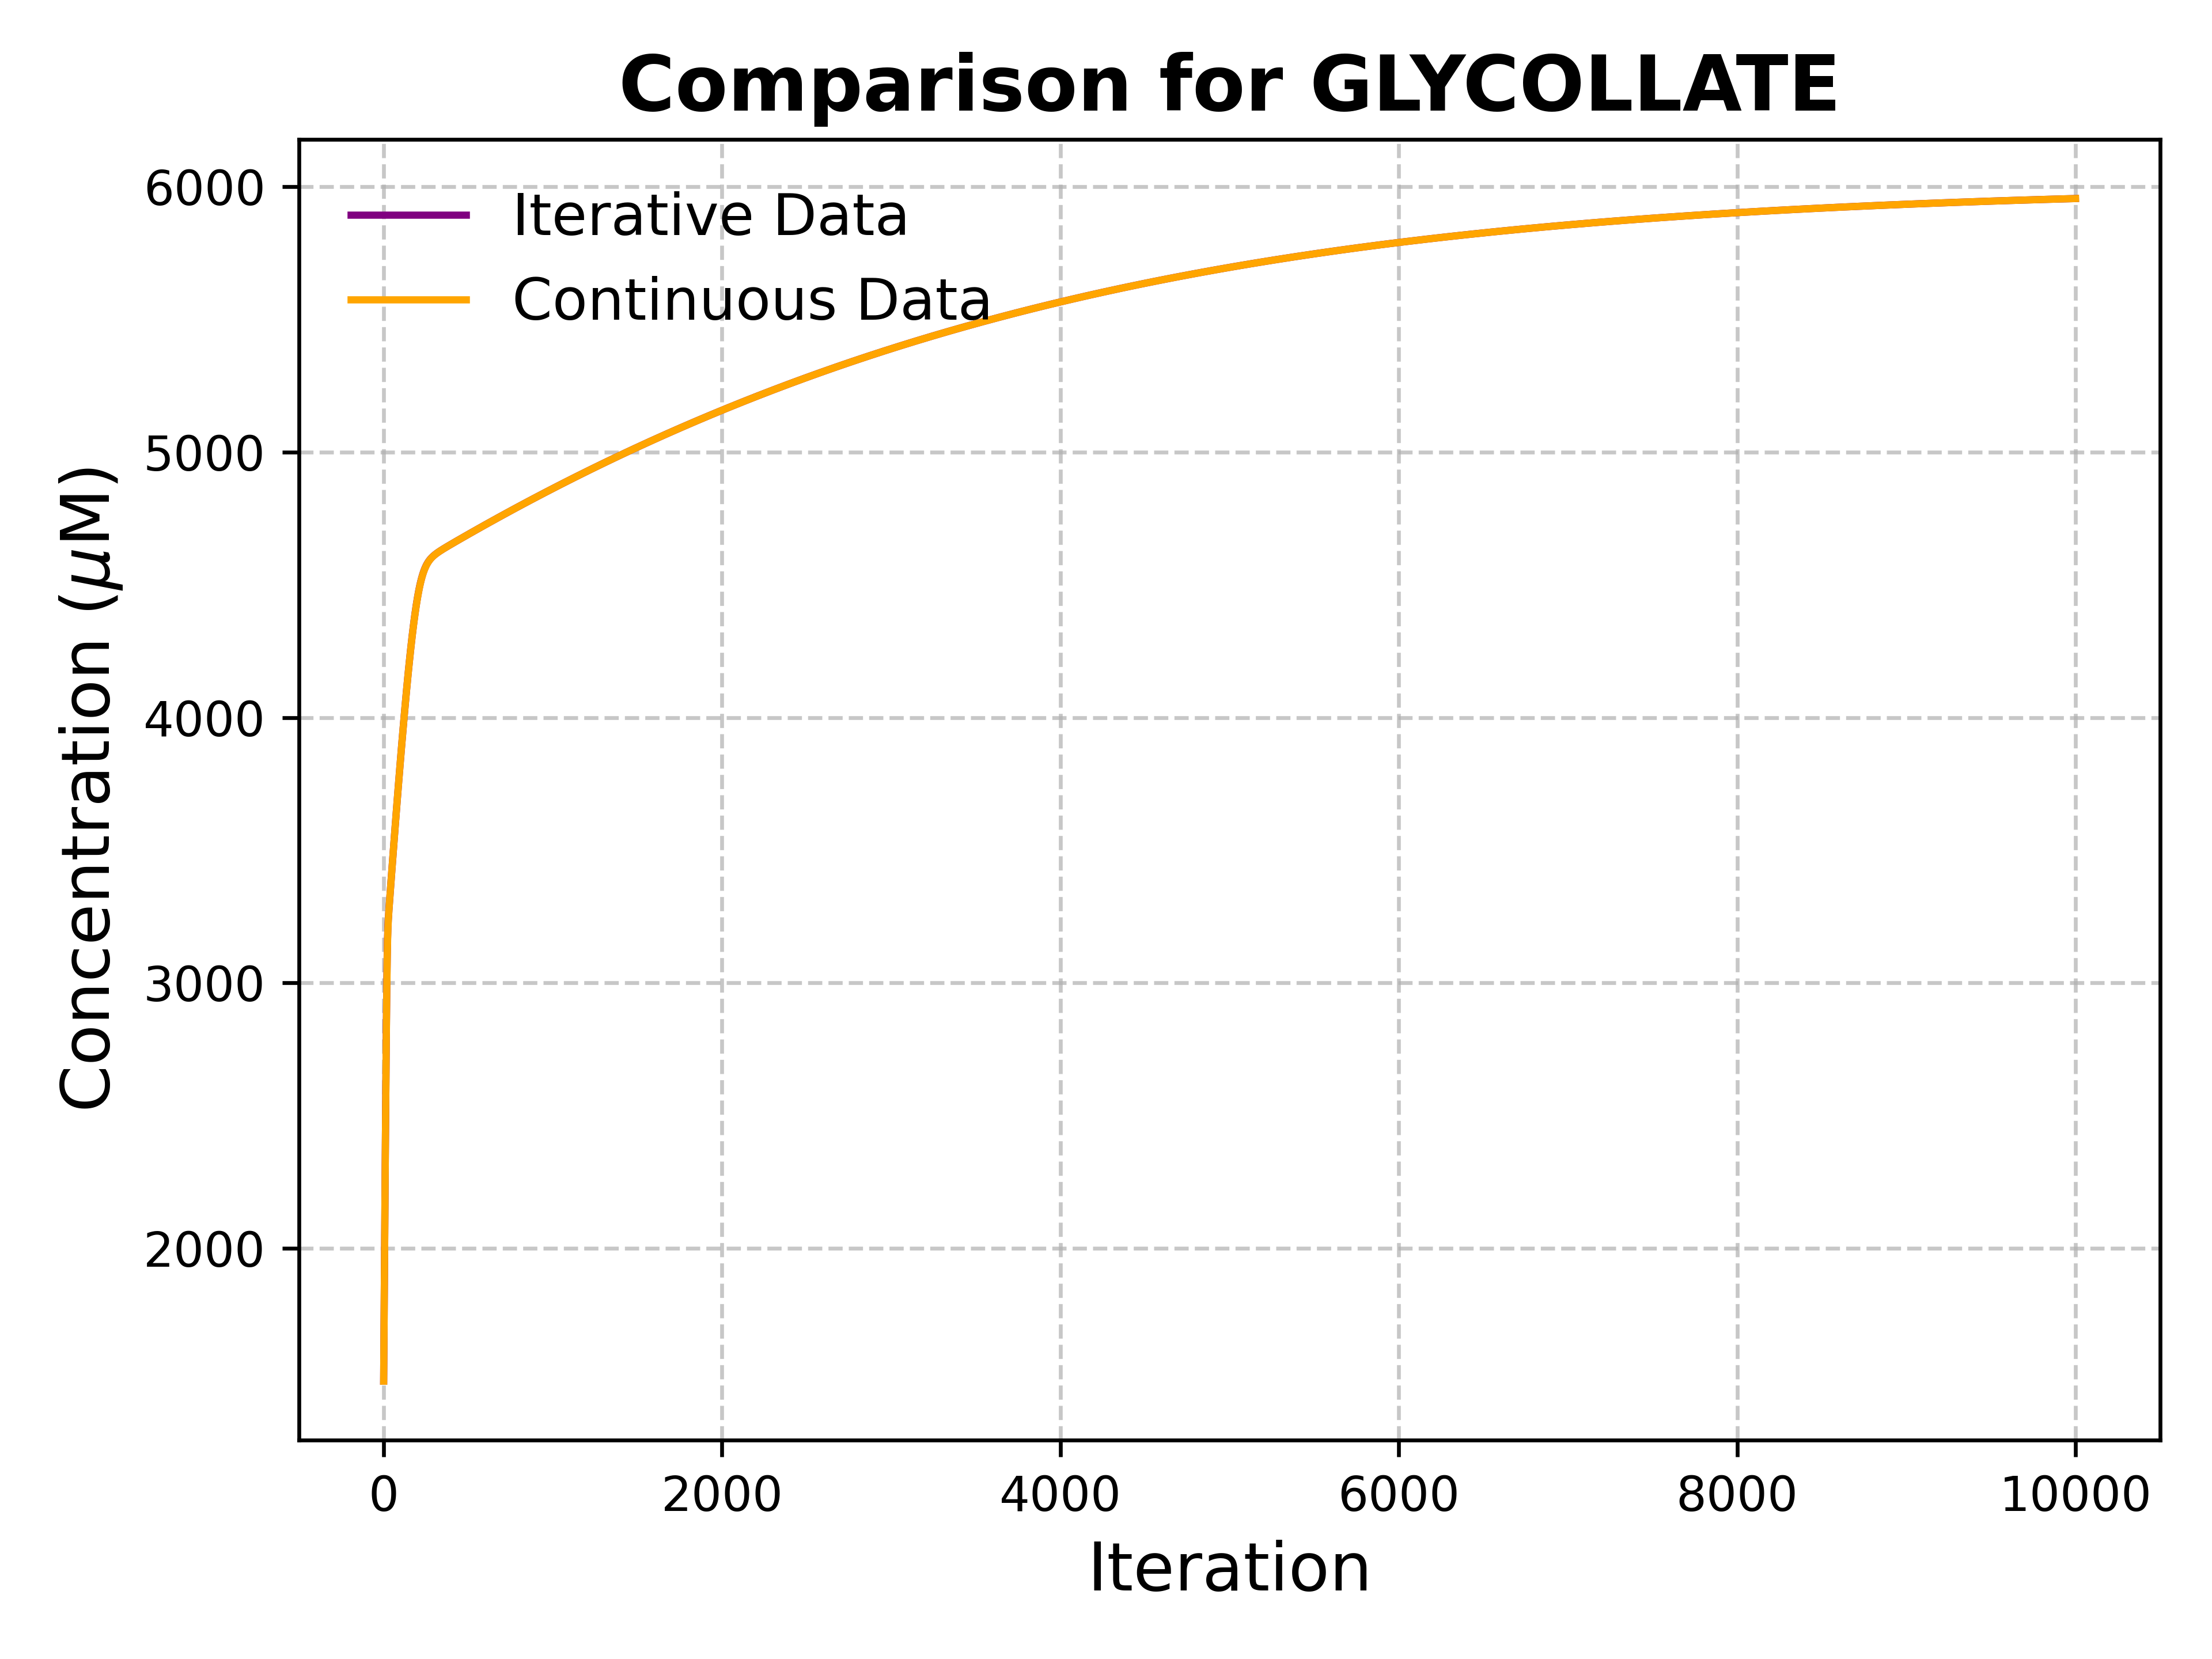 Comparison for GLYCOLLATE
Iterative Data
Continuous Data
Concentration (μM)
6000
5000
4000
3000
2000
0 2000 4000 6000 8000 10000
Iteration